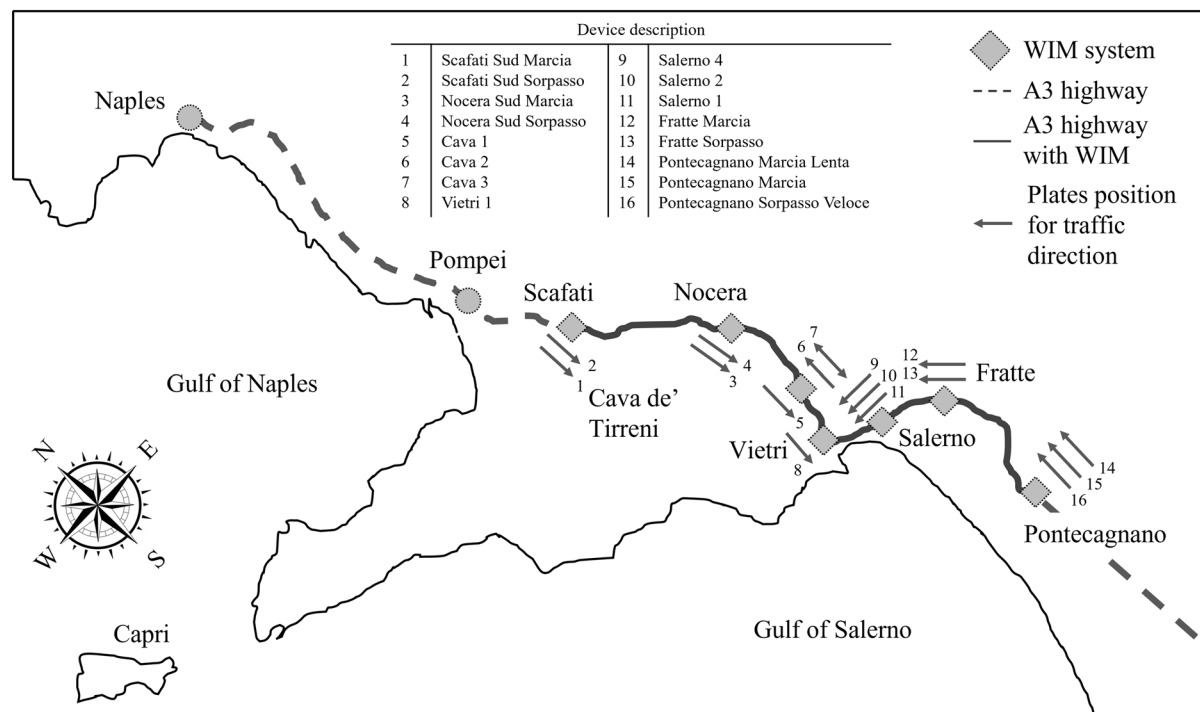 Device description
1 Scafati Sud Marcia 9 Salerno 4
2 Scafati Sud Sorpasso 10 Salerno 2
3 Nocera Sud Marcia 11 Salerno 1
4 Nocera Sud Sorpasso 12 Fratte Marcia
5 Cava 1 13 Fratte Sorpasso
6 Cava 2 14 Pontecagnano Marcia Lenta
7 Cava 3 15 Pontecagnano Marcia
8 Vietri 1 16 Pontecagnano Sorpasso Veloce
WIM system
A3 highway
A3 highway
with WIM
Plates position
for traffic
direction
Naples
Pompei
Scafati
Nocera
2
1
4
3
7
6
5
8
9
10
11
12
13
Fratte
Cava de’
Tirreni
Vietri
Salerno
14
15
16
Pontecagnano
Gulf of Naples
Gulf of Salerno
Capri
N
E
W
S